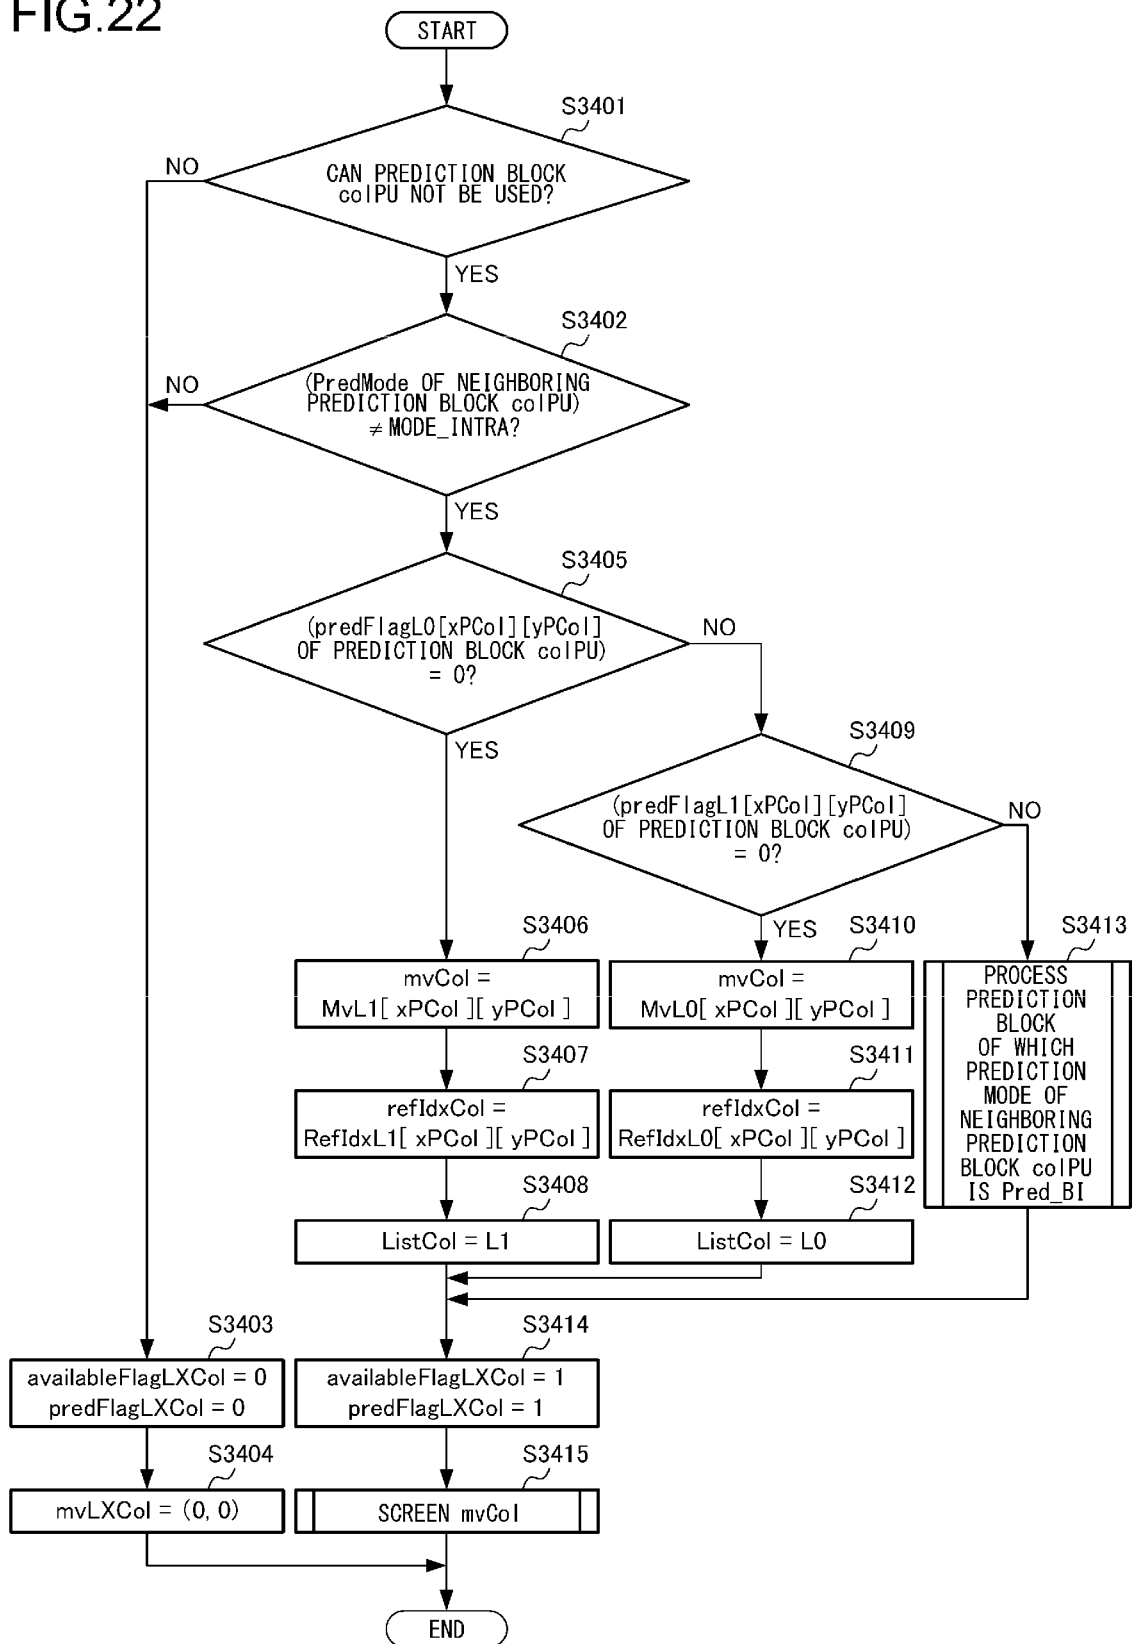 FIG.22
START
S3401
CAN PREDICTION BLOCK
colPU NOT BE USED?
NO
YES
S3402
(PredMode OF NEIGHBORING
PREDICTION BLOCK colPU)
≠ MODE_INTRA?
NO
YES
S3405
(predFlagL0[xPCol][yPCol]
OF PREDICTION BLOCK colPU)
= 0?
NO
YES
S3409
(predFlagL1[xPCol][yPCol]
OF PREDICTION BLOCK colPU)
= 0?
NO
YES
S3406
mvCol =
MvL1[ xPCol ][ yPCol ]
S3410
mvCol =
MvL0[ xPCol ][ yPCol ]
S3413
PROCESS
PREDICTION
BLOCK
OF WHICH
PREDICTION
MODE OF
NEIGHBORING
PREDICTION
BLOCK colPU
IS Pred_BI
S3407
refIdxCol =
RefIdxL1[ xPCol ][ yPCol ]
S3411
refIdxCol =
RefIdxL0[ xPCol ][ yPCol ]
S3408
ListCol = L1
S3412
ListCol = L0
S3403
availableFlagLXCol = 0
predFlagLXCol = 0
S3414
availableFlagLXCol = 1
predFlagLXCol = 1
S3404
mvLXCol = (0, 0)
S3415
SCREEN mvCol
END